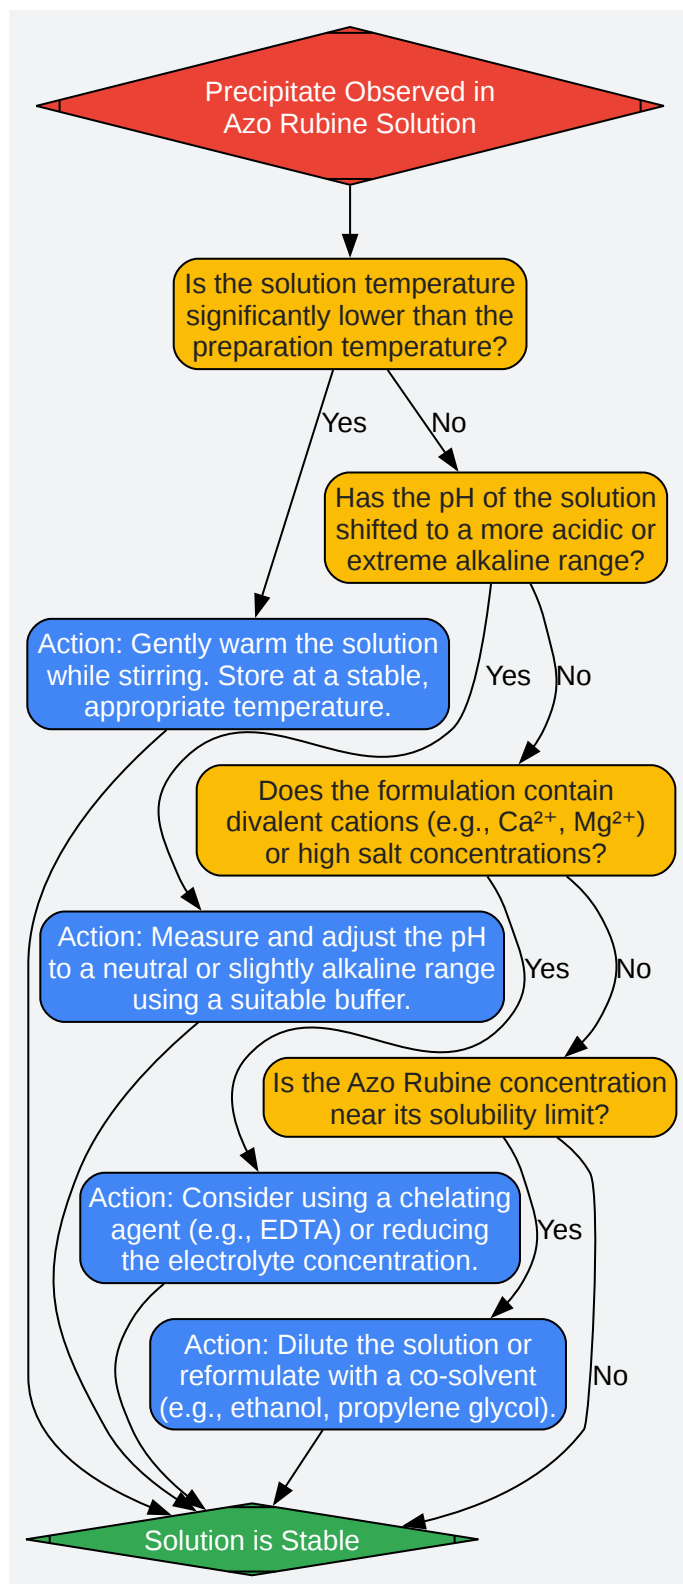 Precipitate Observed in
Azo Rubine Solution
Is the solution temperature
significantly lower than the
preparation temperature?
Yes
No
Has the pH of the solution
shifted to a more acidic or
extreme alkaline range?
Action: Gently warm the solution
while stirring. Store at a stable,
appropriate temperature.
Yes
No
Does the formulation contain
divalent cations (e.g., Ca²⁺, Mg²⁺)
or high salt concentrations?
Action: Measure and adjust the pH
to a neutral or slightly alkaline range
using a suitable buffer.
Yes
No
Is the Azo Rubine concentration
near its solubility limit?
Action: Consider using a chelating
agent (e.g., EDTA) or reducing
the electrolyte concentration.
Yes
Action: Dilute the solution or
reformulate with a co-solvent
(e.g., ethanol, propylene glycol).
No
Solution is Stable